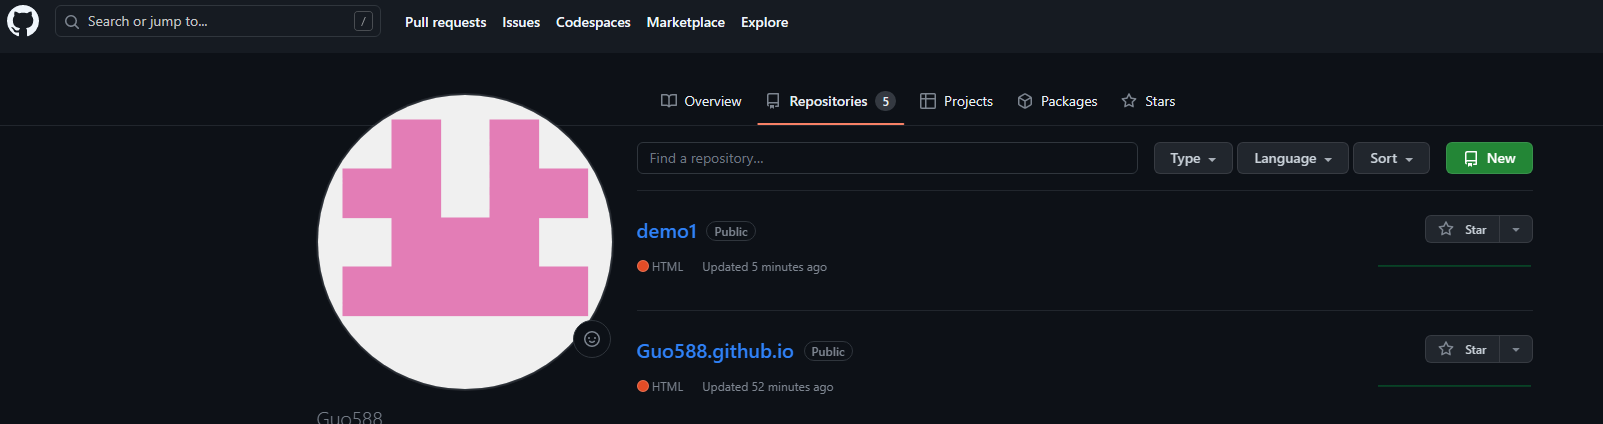 Search or jump to... / Pull requests Issues Codespaces Marketplace Explore
Overview Repositories 5 Projects Packages Stars
Find a repository... Type Language Sort New
demo1 Public Star
HTML Updated 5 minutes ago
Guo588.github.io Public Star
HTML Updated 52 minutes ago
Guo588